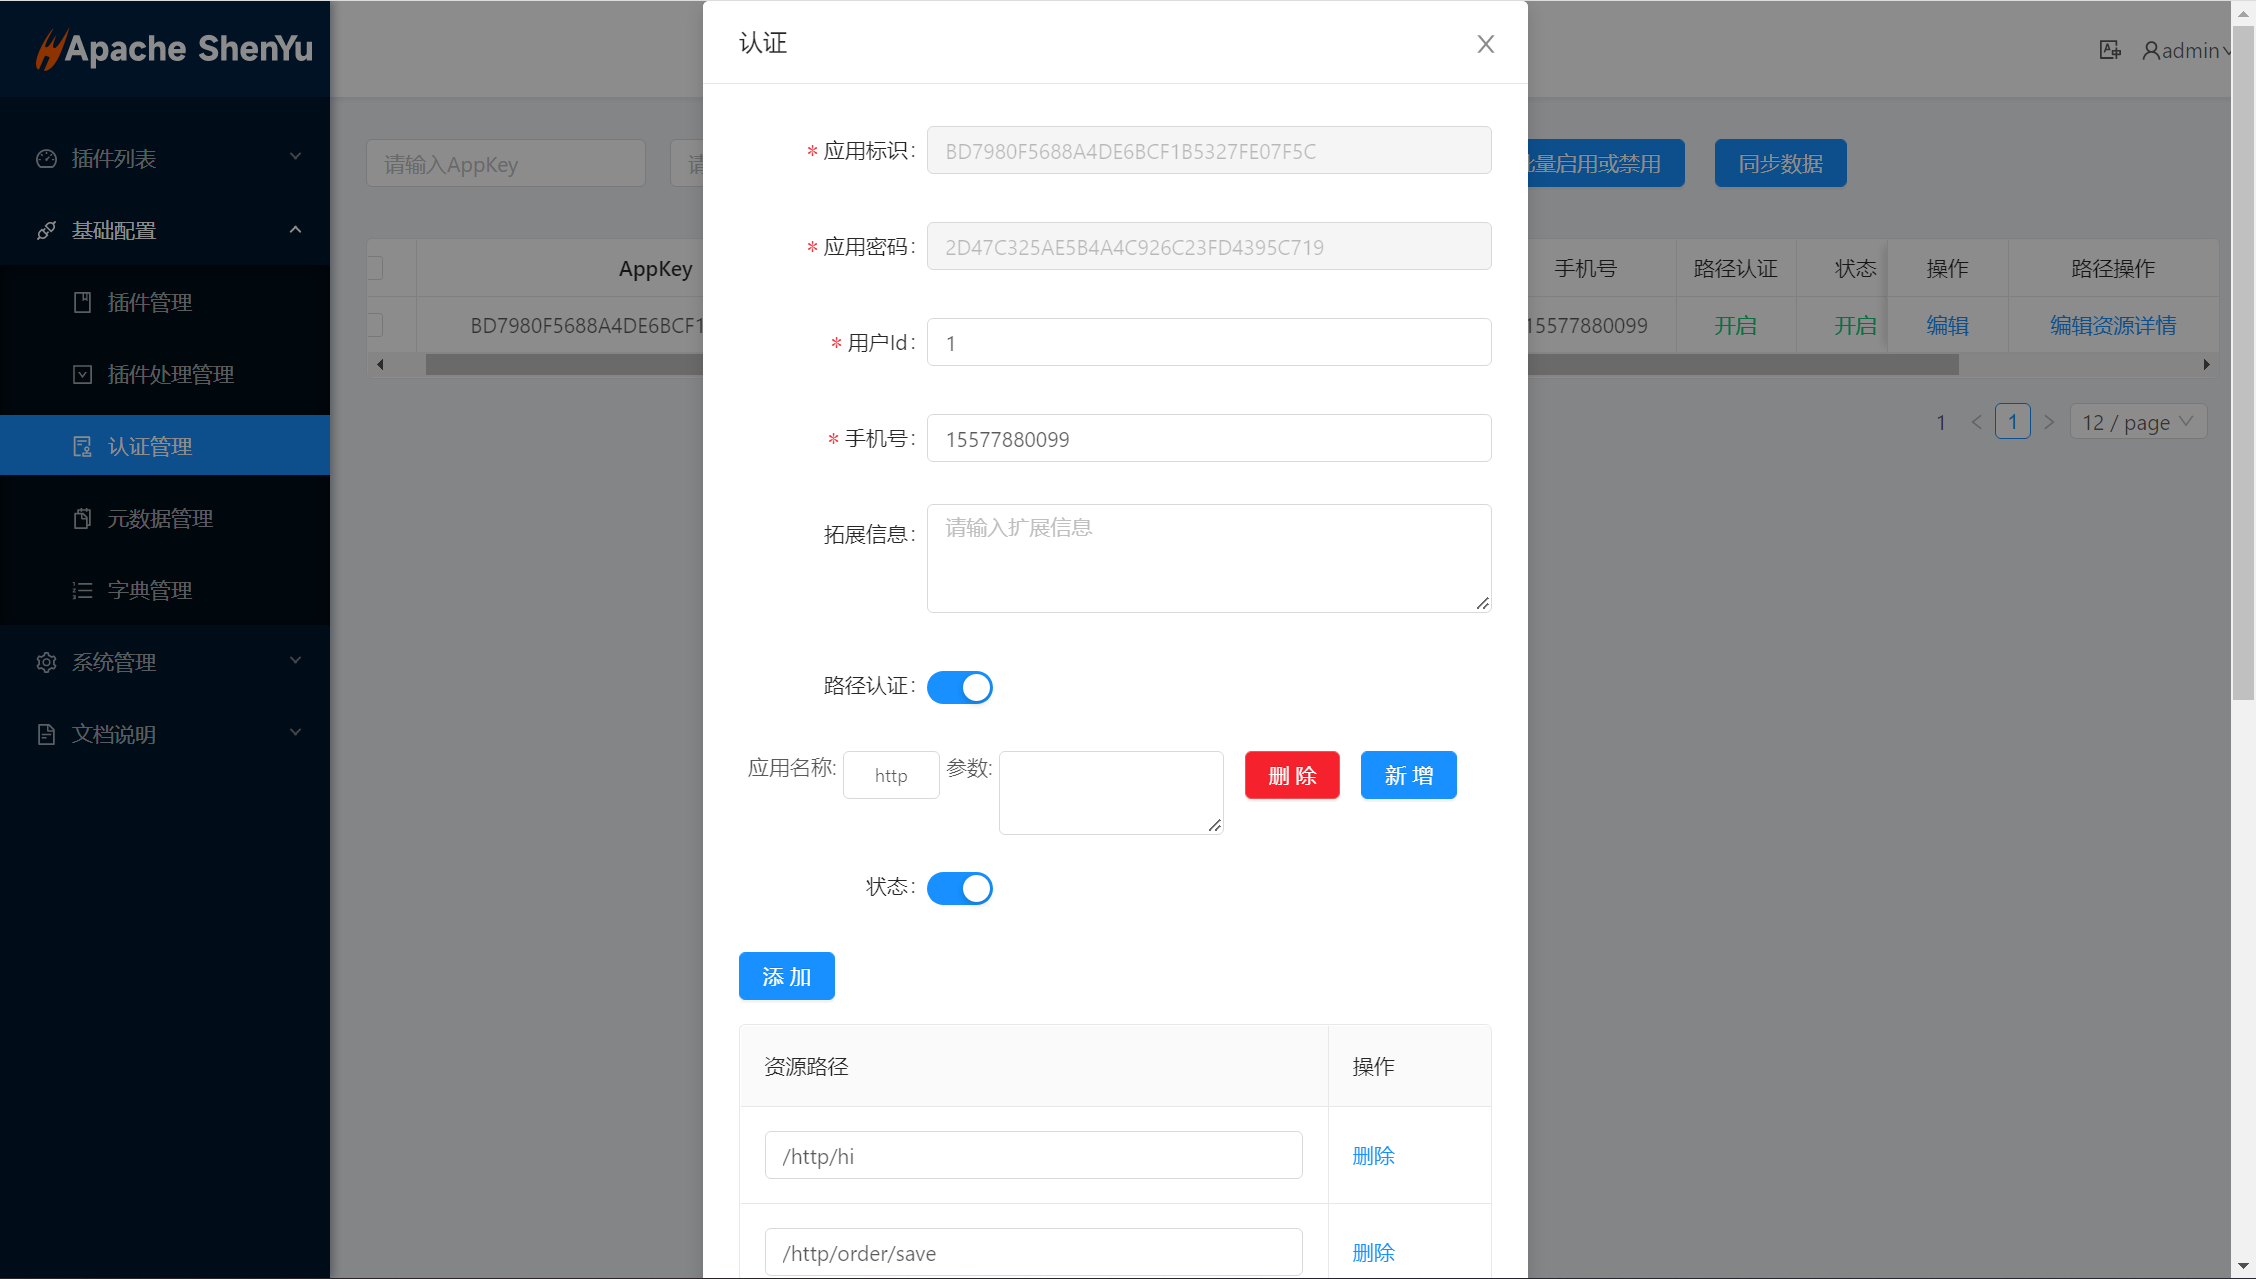 Apache ShenYu
admin
插件列表
基础配置
插件管理
插件处理管理
认证管理
元数据管理
字典管理
系统管理
文档说明
请输入AppKey
请
量启用或禁用
同步数据
AppKey
手机号
路径认证
状态
操作
路径操作
BD7980F5688A4DE6BCF1
15577880099
开启
开启
编辑
编辑资源详情
1
1
12 / page
认证
* 应用标识:
BD7980F5688A4DE6BCF1B5327FE07F5C
* 应用密码:
2D47C325AE5B4A4C926C23FD4395C719
* 用户Id:
1
* 手机号:
15577880099
拓展信息:
请输入扩展信息
路径认证:
应用名称: http 参数: 删 除 新 增
状态:
添 加
资源路径 操作
/http/hi 删除
/http/order/save 删除